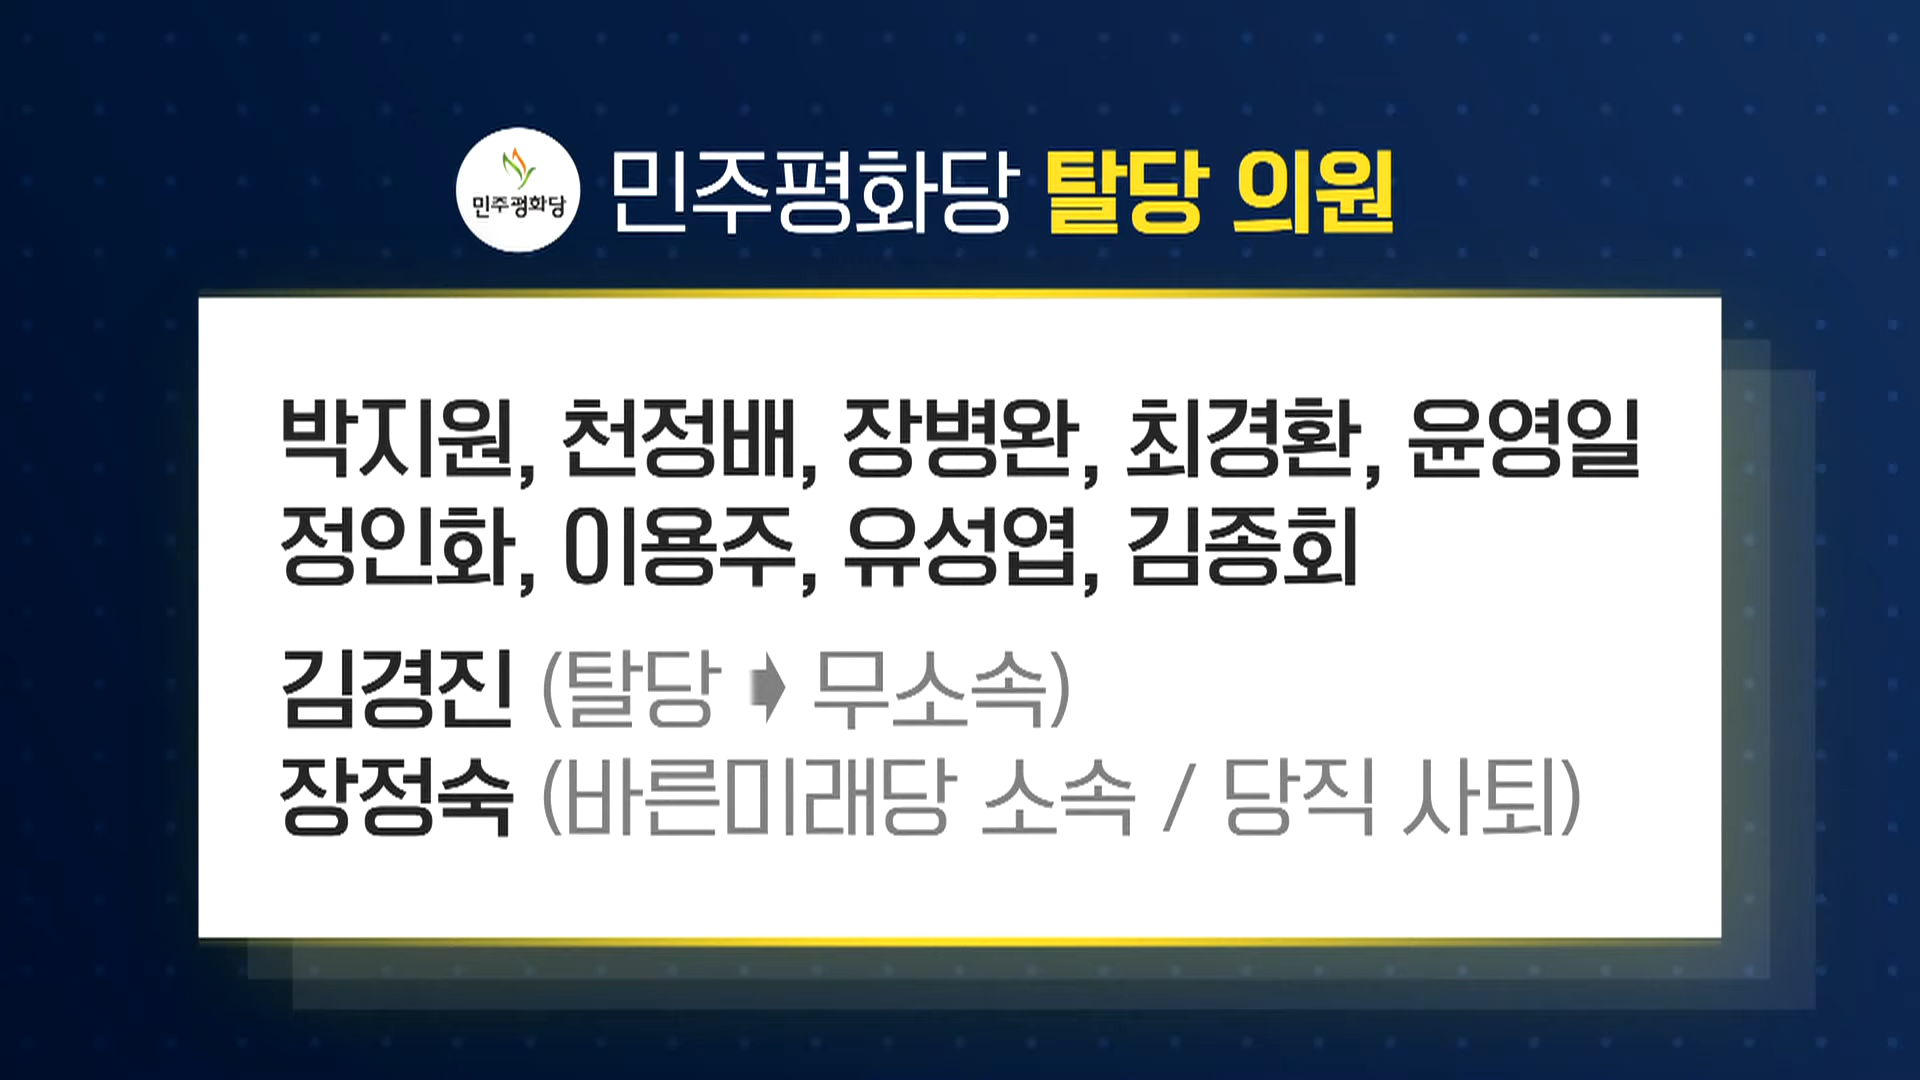 민주평화당
민주평화당 탈당 의원
박지원, 천정배, 장병완, 최경환, 윤영일
정인화, 이용주, 유성엽, 김종회
김경진 (탈당 ➧ 무소속)
장정숙 (바른미래당 소속 / 당직 사퇴)